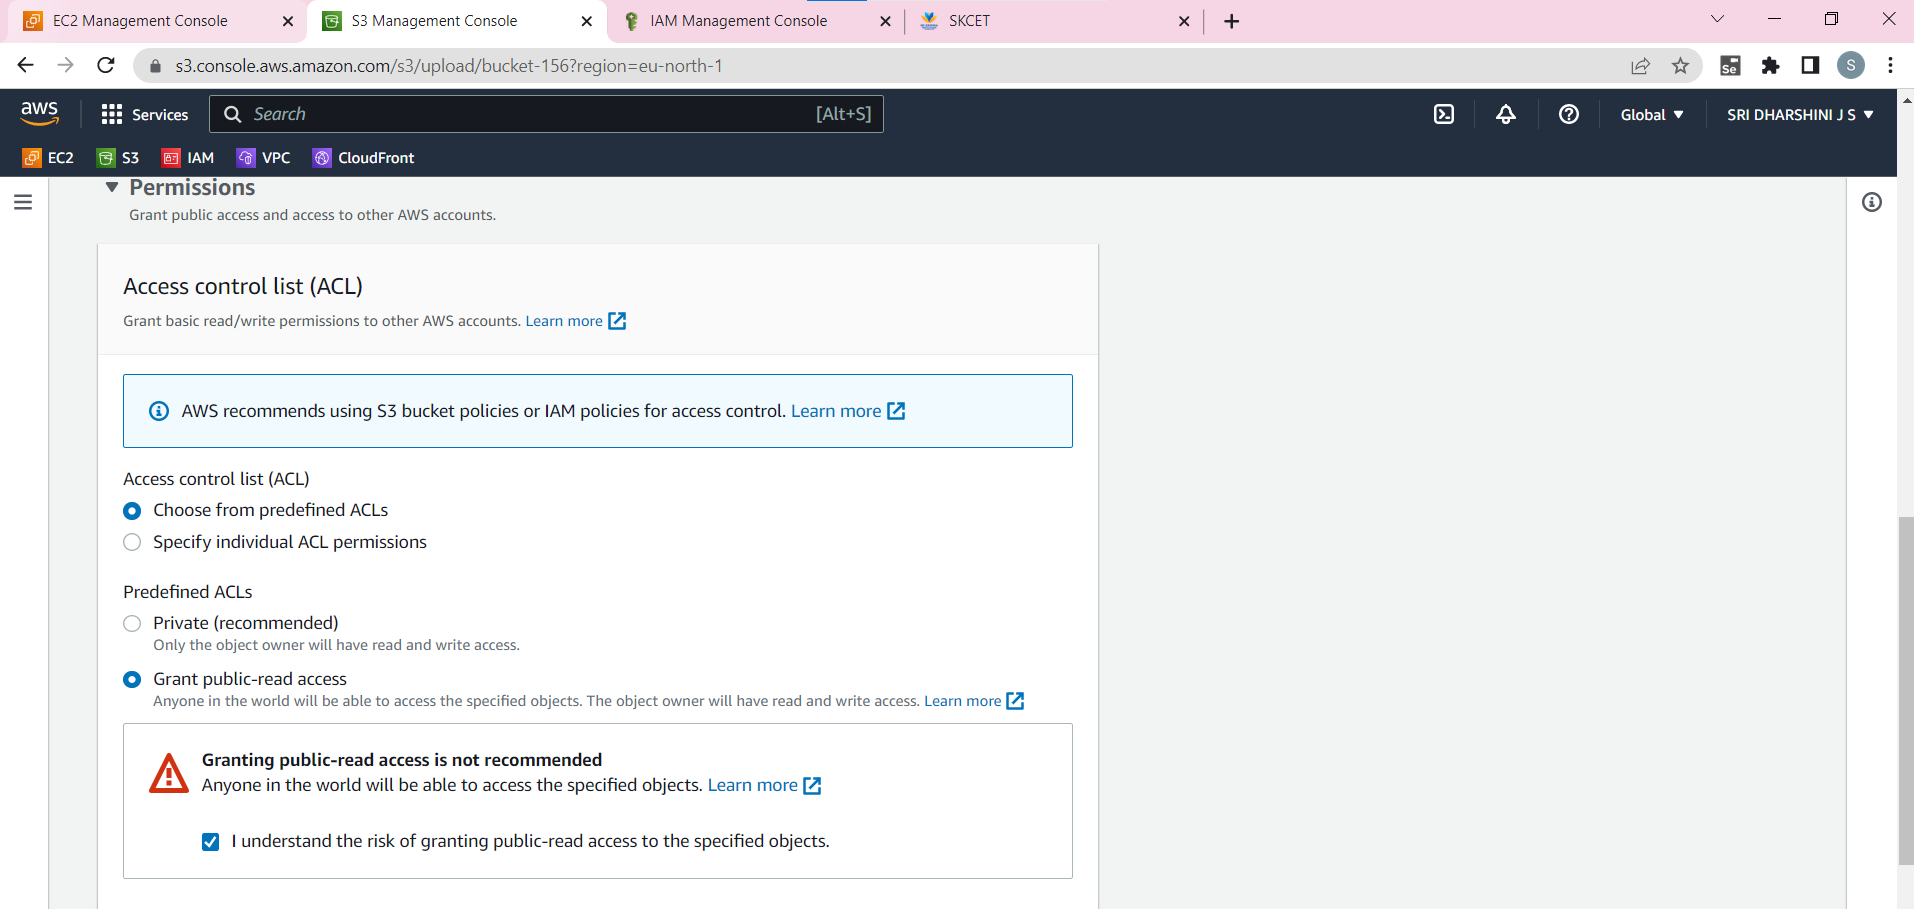 EC2 Management Console
S3 Management Console
IAM Management Console
SKCET
s3.console.aws.amazon.com/s3/upload/bucket-156?region=eu-north-1
Se
S
aws
Services
Search
[Alt+S]
Global
SRI DHARSHINI J S
EC2
S3
IAM
VPC
CloudFront
Permissions
Grant public access and access to other AWS accounts.
Access control list (ACL)
Grant basic read/write permissions to other AWS accounts. Learn more
AWS recommends using S3 bucket policies or IAM policies for access control. Learn more
Access control list (ACL)
Choose from predefined ACLs
Specify individual ACL permissions
Predefined ACLs
Private (recommended)
Only the object owner will have read and write access.
Grant public-read access
Anyone in the world will be able to access the specified objects. The object owner will have read and write access. Learn more
Granting public-read access is not recommended
Anyone in the world will be able to access the specified objects. Learn more
I understand the risk of granting public-read access to the specified objects.